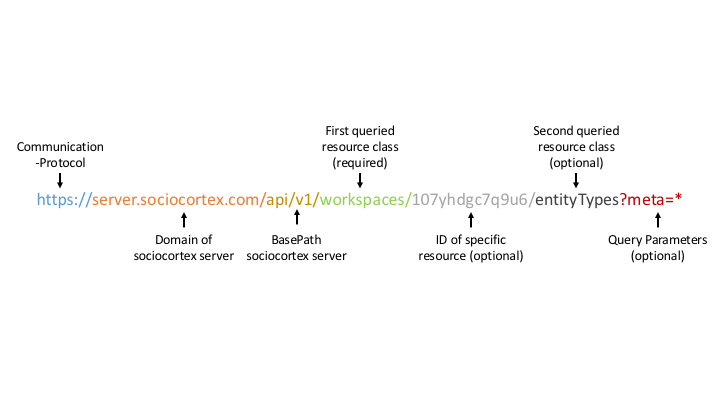 Communication
-Protocol
First queried
resource class
(required)
Second queried
resource class
(optional)
https://server.sociocortex.com/api/v1/workspaces/107yhdgc7q9u6/entityTypes?meta=*
Domain of
sociocortex server
BasePath
sociocortex server
ID of specific
resource (optional)
Query Parameters
(optional)